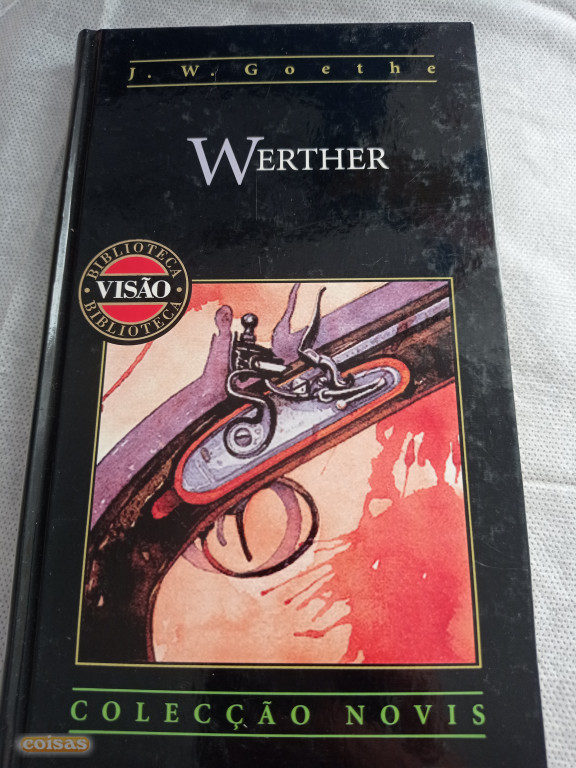 J. W. Goethe
WERTHER
BIBLIOTECA
VISÃO
BIBLIOTECA
COLECÇÃO NOVIS
coisas